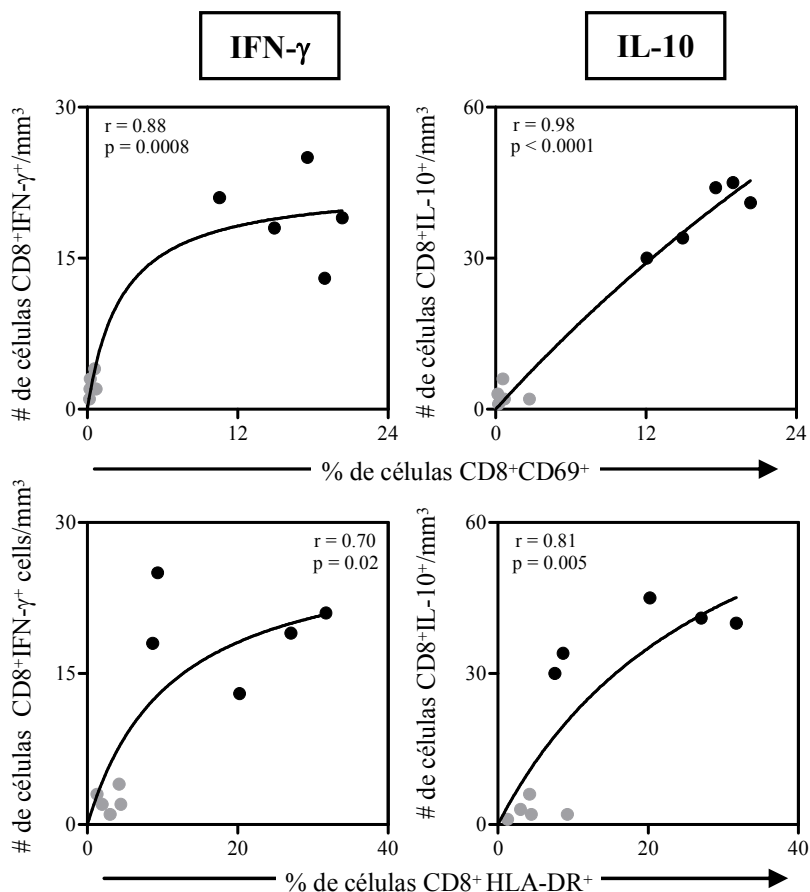 IFN-γ
IL-10
# de células CD8⁺IFN-γ⁺/mm³
30
15
0
r = 0.88
p = 0.0008
0 12 24
# de células CD8⁺IL-10⁺/mm³
60
30
0
r = 0.98
p < 0.0001
0 12 24
% de células CD8⁺CD69⁺
# de células CD8⁺IFN-γ⁺ cells/mm³
30
15
0
r = 0.70
p = 0.02
0 20 40
# de células CD8⁺IL-10⁺/mm³
60
30
0
r = 0.81
p = 0.005
0 20 40
% de células CD8⁺HLA-DR⁺